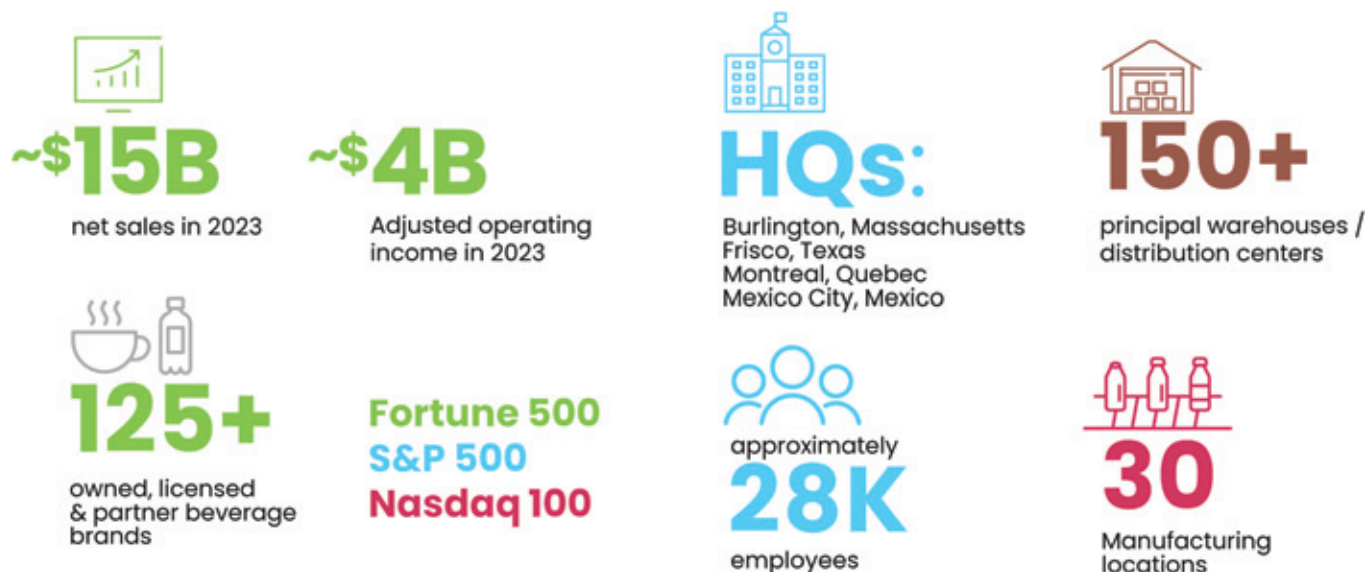 ~$15B
net sales in 2023
~$4B
Adjusted operating
income in 2023
HQs:
Burlington, Massachusetts
Frisco, Texas
Montreal, Quebec
Mexico City, Mexico
150+
principal warehouses /
distribution centers
125+
owned, licensed
& partner beverage
brands
Fortune 500
S&P 500
Nasdaq 100
approximately
28K
employees
30
Manufacturing
locations